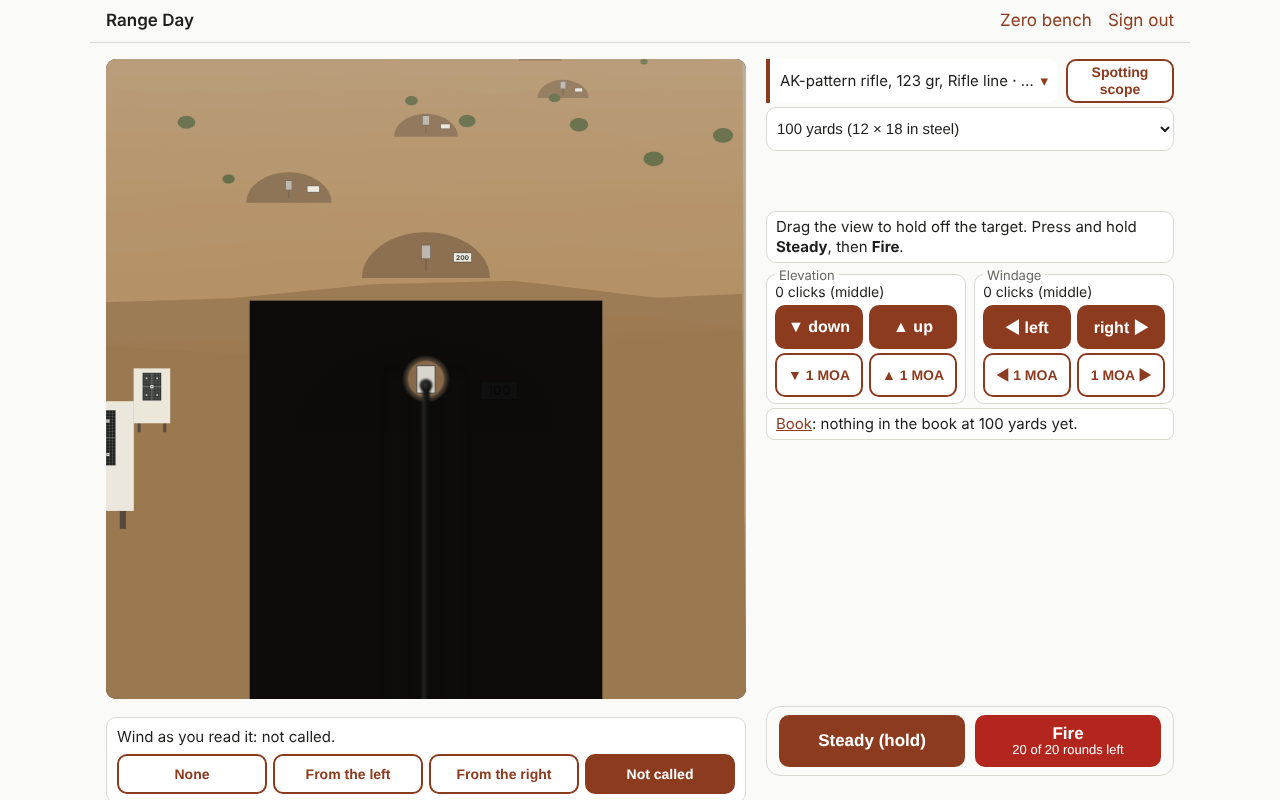 Range Day
Zero bench
Sign out
AK-pattern rifle, 123 gr, Rifle line · ... ▼
Spotting
scope
100 yards (12 × 18 in steel)
200
100
Drag the view to hold off the target. Press and hold
Steady, then Fire.
Elevation
0 clicks (middle)
▼ down
▲ up
▼ 1 MOA
▲ 1 MOA
Windage
0 clicks (middle)
◀ left
right ▶
◀ 1 MOA
1 MOA ▶
Book: nothing in the book at 100 yards yet.
Steady (hold)
Fire
20 of 20 rounds left
Wind as you read it: not called.
None
From the left
From the right
Not called